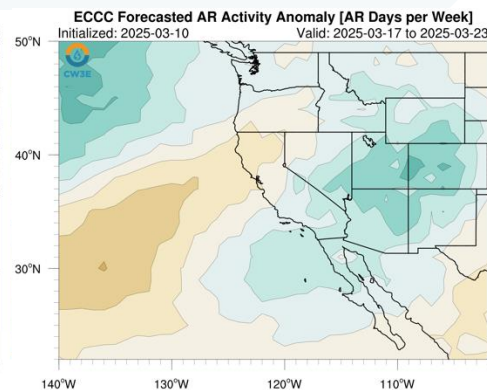 ECCC Forecasted AR Activity Anomaly [AR Days per Week]
Initialized: 2025-03-10 Valid: 2025-03-17 to 2025-03-23
50°N
CW3E
40°N
30°N
140°W 130°W 120°W 110°W